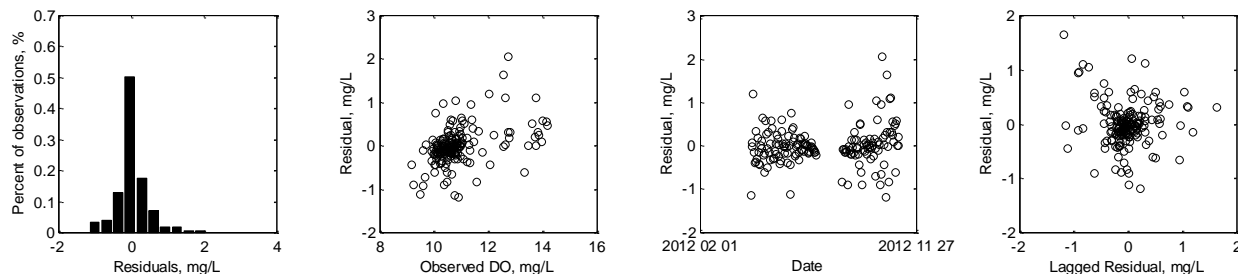 0.7
0.6
0.5
0.4
0.3
0.2
0.1
0
-2 0 2 4
Percent of observations, %
Residuals, mg/L
3
2
1
0
-1
-2
8 10 12 14 16
Residual, mg/L
Observed DO, mg/L
3
2
1
0
-1
-2
2012 02 01 2012 11 27
Residual, mg/L
Date
2
1
0
-1
-2
-2 -1 0 1 2
Residual, mg/L
Lagged Residual, mg/L